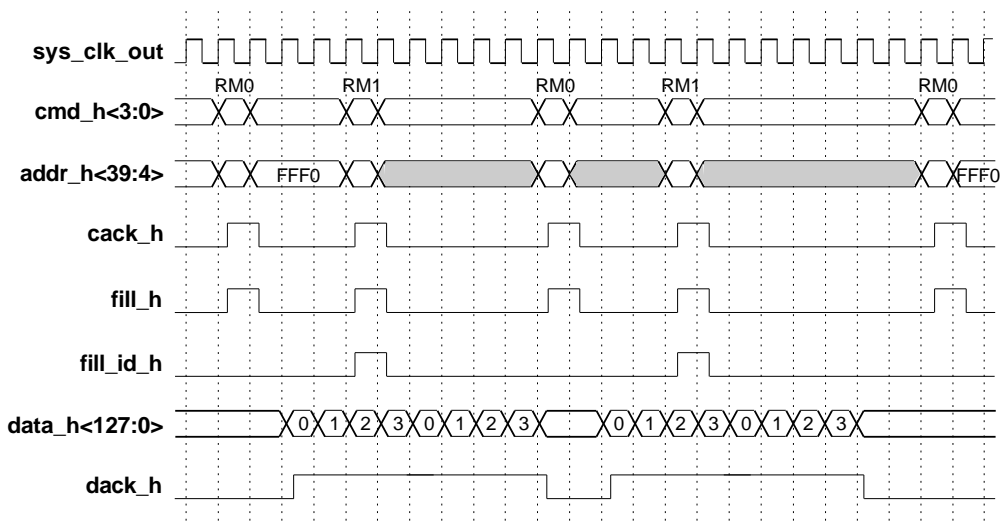 sys_clk_out
RM0 RM1 RM0 RM1 RM0
cmd_h<3:0>
addr_h<39:4> FFF0 FFF0
cack_h
fill_h
fill_id_h
data_h<127:0> 0 1 2 3 0 1 2 3 0 1 2 3 0 1 2 3
dack_h